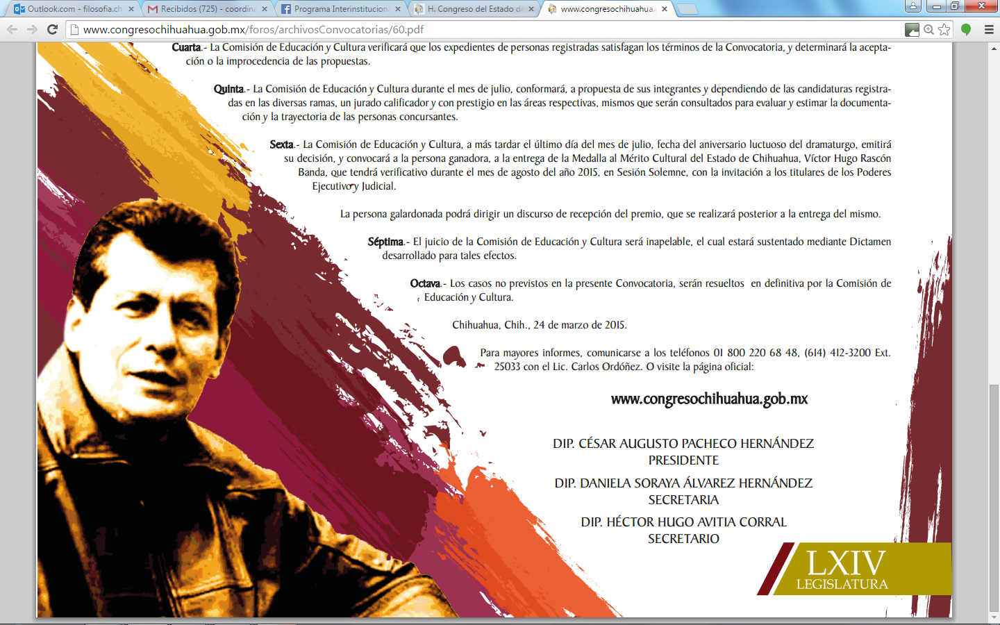 Outlook.com - filosofia.ch
Recibidos (725) - coordina
Programa Interinstitucion
H. Congreso del Estado de
www.congresochihuahua.
www.congresochihuahua.gob.mx/foros/archivosConvocatorias/60.pdf
Cuarta.- La Comisión de Educación y Cultura verificará que los expedientes de personas registradas satisfagan los términos de la Convocatoria, y determinará la acepta-
ción o la improcedencia de las propuestas.
Quinta.- La Comisión de Educación y Cultura durante el mes de julio, conformará, a propuesta de sus integrantes y dependiendo de las candidaturas registra-
das en las diversas ramas, un jurado calificador y con prestigio en las áreas respectivas, mismos que serán consultados para evaluar y estimar la documenta-
ción y la trayectoria de las personas concursantes.
Sexta.- La Comisión de Educación y Cultura, a más tardar el último día del mes de julio, fecha del aniversario luctuoso del dramaturgo, emitirá
su decisión, y convocará a la persona ganadora, a la entrega de la Medalla al Mérito Cultural del Estado de Chihuahua, Víctor Hugo Rascón
Banda, que tendrá verificativo durante el mes de agosto del año 2015, en Sesión Solemne, con la invitación a los titulares de los Poderes
Ejecutivo y Judicial.
La persona galardonada podrá dirigir un discurso de recepción del premio, que se realizará posterior a la entrega del mismo.
Séptima.- El juicio de la Comisión de Educación y Cultura será inapelable, el cual estará sustentado mediante Dictamen
desarrollado para tales efectos.
Octava.- Los casos no previstos en la presente Convocatoria, serán resueltos en definitiva por la Comisión de
Educación y Cultura.
Chihuahua, Chih., 24 de marzo de 2015.
Para mayores informes, comunicarse a los teléfonos 01 800 220 68 48, (614) 412-3200 Ext.
25033 con el Lic. Carlos Ordóñez. O visite la página oficial:
www.congresochihuahua.gob.mx
DIP. CÉSAR AUGUSTO PACHECO HERNÁNDEZ
PRESIDENTE
DIP. DANIELA SORAYA ÁLVAREZ HERNÁNDEZ
SECRETARIA
DIP. HÉCTOR HUGO AVITIA CORRAL
SECRETARIO
LXIV
LEGISLATURA